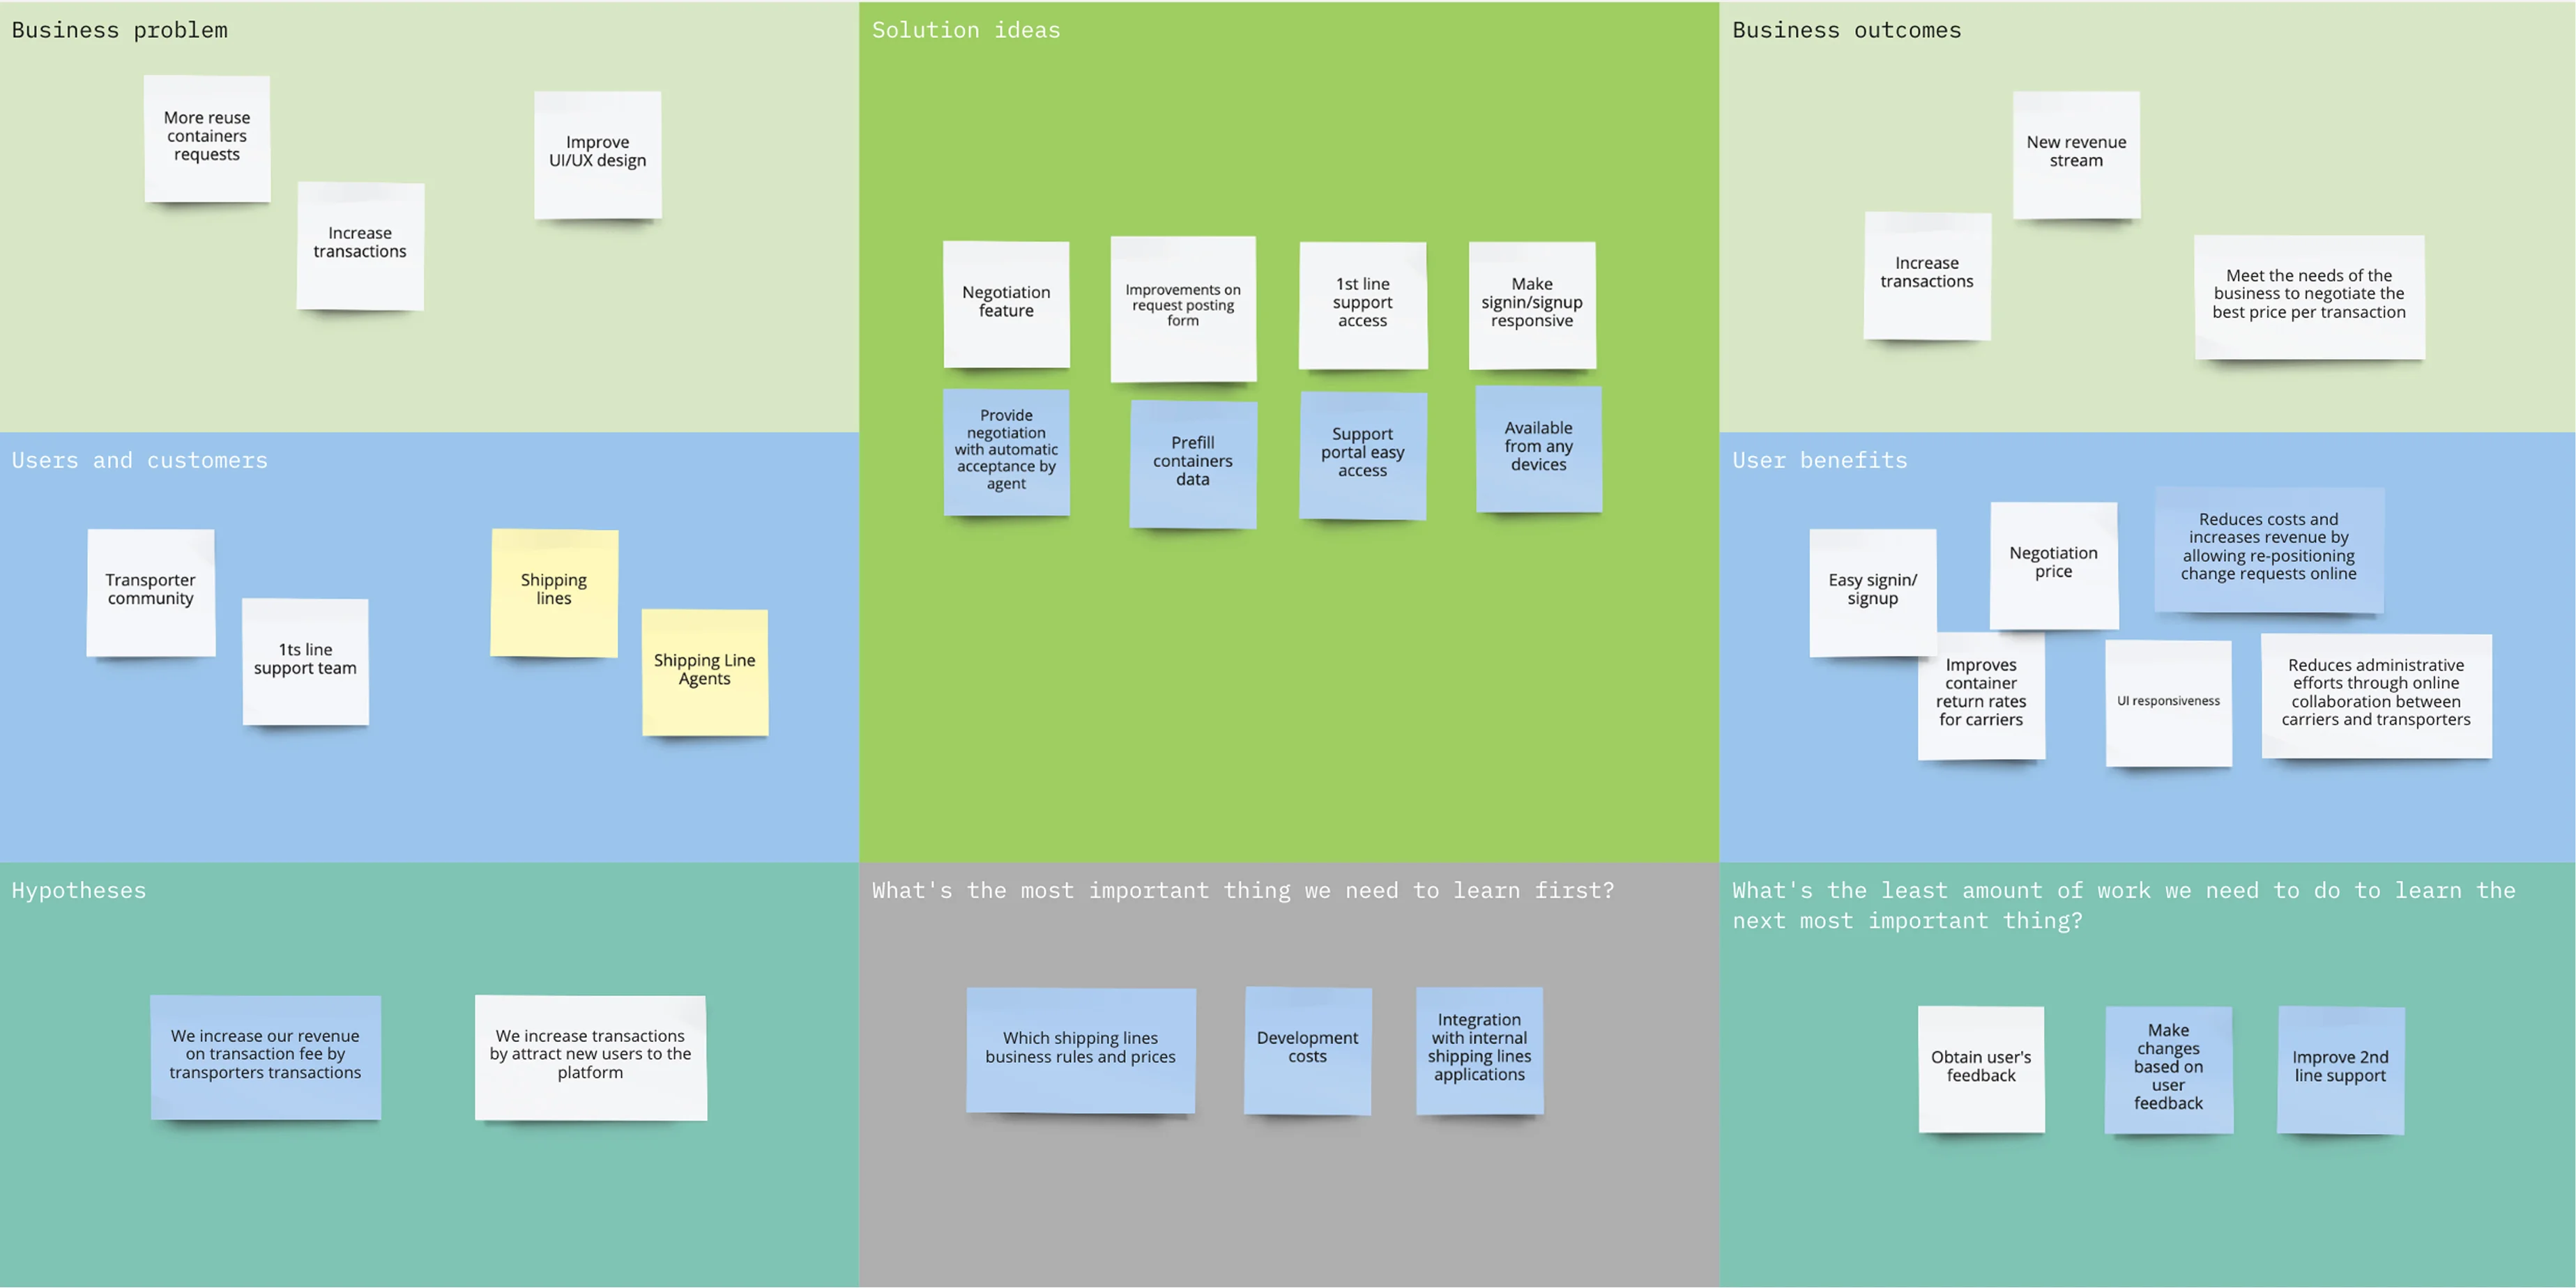 Business problem
More reuse
containers
requests
Increase
transactions
Improve
UI/UX design
Solution ideas
Negotiation
feature
Improvements on
request posting
form
1st line
support
access
Make
signin/signup
responsive
Provide
negotiation
with automatic
acceptance by
agent
Prefill
containers
data
Support
portal easy
access
Available
from any
devices
Business outcomes
New revenue
stream
Increase
transactions
Meet the needs of the
business to negotiate the
best price per transaction
Users and customers
Transporter
community
1ts line
support team
Shipping
lines
Shipping Line
Agents
User benefits
Easy signin/
signup
Negotiation
price
Reduces costs and
increases revenue by
allowing re-positioning
change requests online
Improves
container
return rates
for carriers
UI responsiveness
Reduces administrative
efforts through online
collaboration between
carriers and transporters
Hypotheses
We increase our revenue
on transaction fee by
transporters transactions
We increase transactions
by attract new users to the
platform
What's the most important thing we need to learn first?
Which shipping lines
business rules and prices
Development
costs
Integration
with internal
shipping lines
applications
What's the least amount of work we need to do to learn the
next most important thing?
Obtain user's
feedback
Make
changes
based on
user
feedback
Improve 2nd
line support